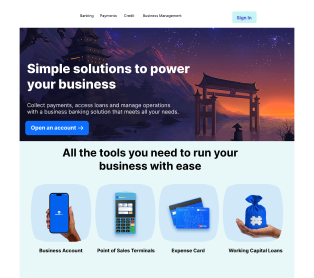 Banking Payments Credit Business Management
Sign In
Simple solutions to power
your business
Collect payments, access loans and manage operations
with a business banking solution that meets all your needs.
Open an account →
All the tools you need to run your
business with ease
Business Account Point of Sales Terminals Expense Card Working Capital Loans